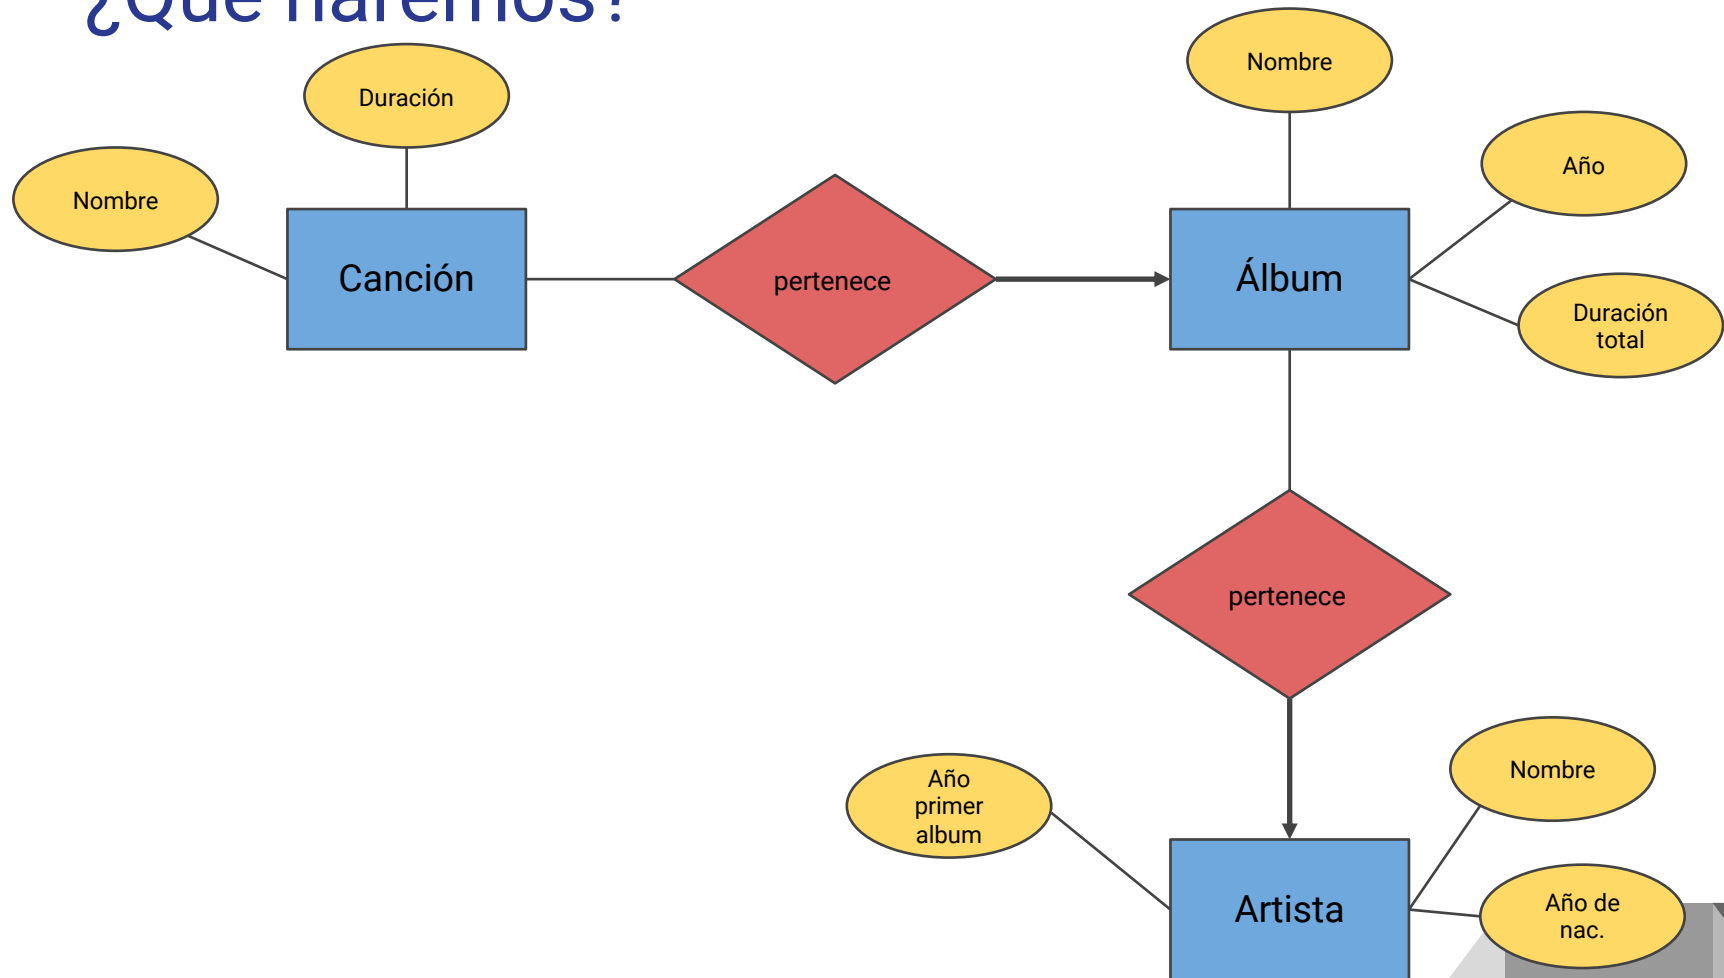 ¿Qué haremos?
Nombre
Duración
Canción
pertenece
Nombre
Año
Álbum
Duración
total
pertenece
Año
primer
album
Nombre
Artista
Año de
nac.